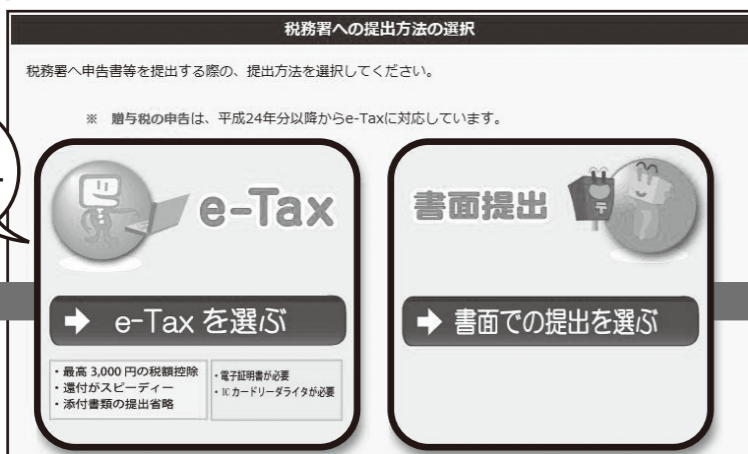 税務署への提出方法の選択
税務署へ申告書等を提出する際の、提出方法を選択してください。
※ 贈与税の申告は、平成24年分以降からe-Taxに対応しています。
e-Tax
➡ e-Tax を選ぶ
・最高 3,000 円の税額控除
・還付がスピーディー
・添付書類の提出省略
・電子証明書が必要
・ICカードリーダライタが必要
書面提出
〒
➡ 書面での提出を選ぶ